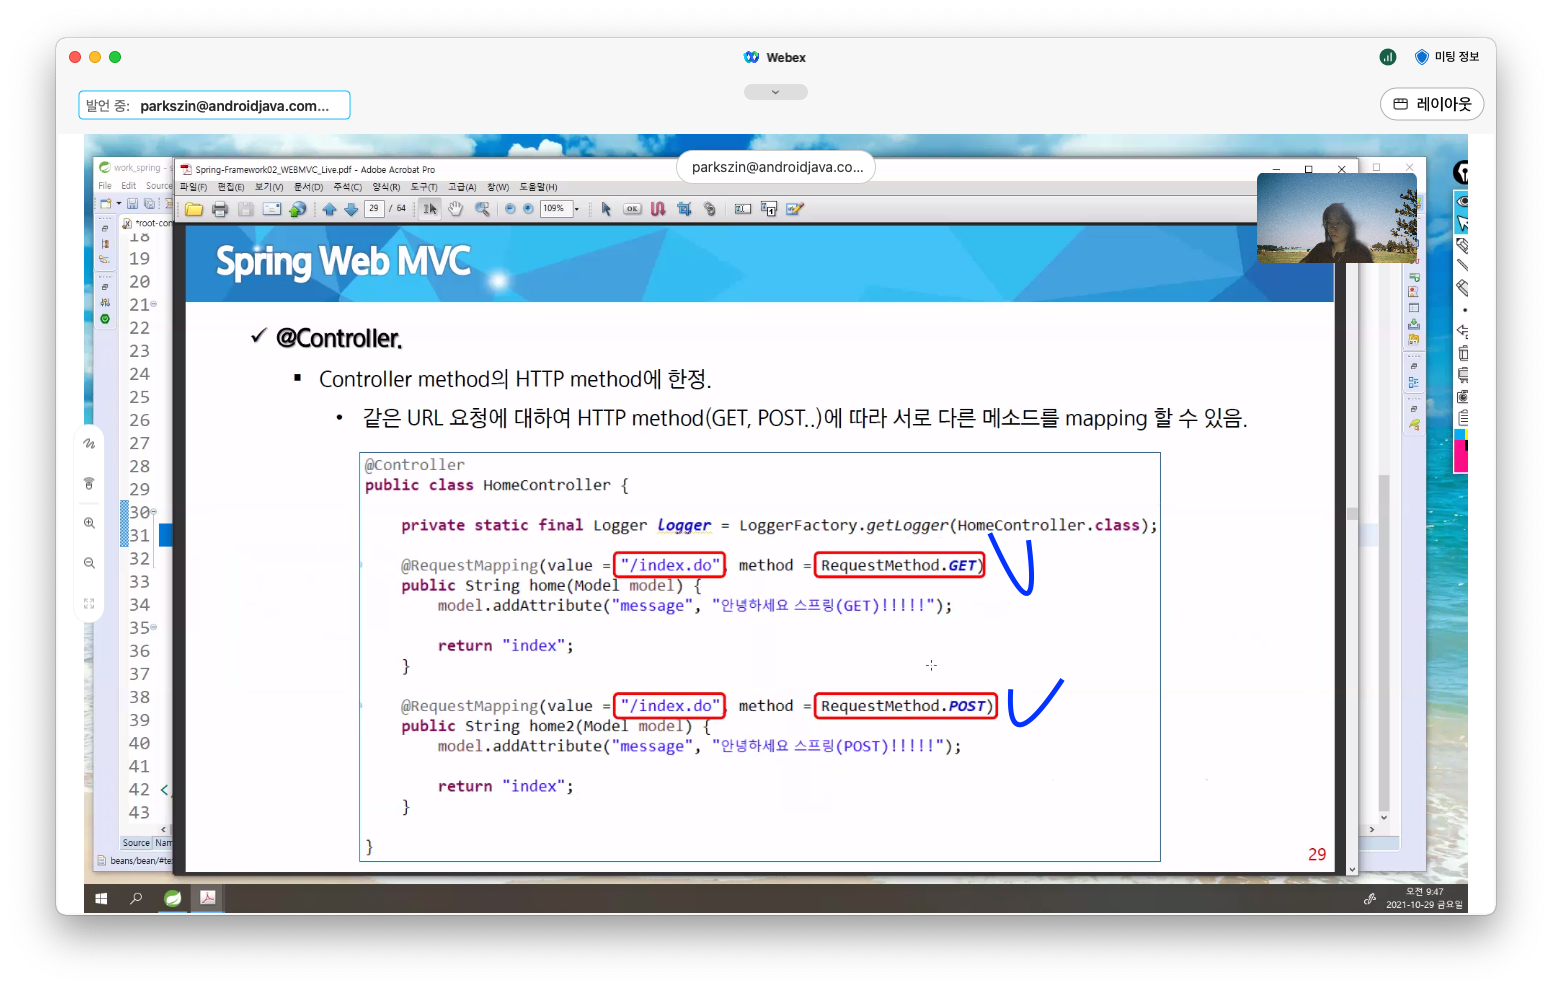 Webex
미팅 정보
발언 중: parkszin@androidjava.com...
레이아웃
work_spring - s
Spring-Framework02_WEBMVC_Live.pdf - Adobe Acrobat Pro
parkszin@androidjava.co...
File Edit Source
파일(F) 편집(E) 보기(V) 문서(D) 주석(C) 양식(R) 도구(T) 고급(A) 창(W) 도움말(H)
29 / 64
OK
109%
*root-con
18
19
20
21
22
23
24
25
26
27
28
29
30
31
32
33
34
35
36
37
38
39
40
41
42 </
43
Spring Web MVC
@Controller.
Controller method의 HTTP method에 한정.
같은 URL 요청에 대하여 HTTP method(GET, POST..)에 따라 서로 다른 메소드를 mapping 할 수 있음.
@Controller
public class HomeController {
private static final Logger logger = LoggerFactory.getLogger(HomeController.class);
@RequestMapping(value = "/index.do", method = RequestMethod.GET)
public String home(Model model) {
model.addAttribute("message", "안녕하세요 스프링(GET)!!!!!");
return "index";
}
@RequestMapping(value = "/index.do", method = RequestMethod.POST)
public String home2(Model model) {
model.addAttribute("message", "안녕하세요 스프링(POST)!!!!!");
return "index";
}
}
29
Source Nam
beans/bean/#te
오전 9:47
2021-10-29 금요일